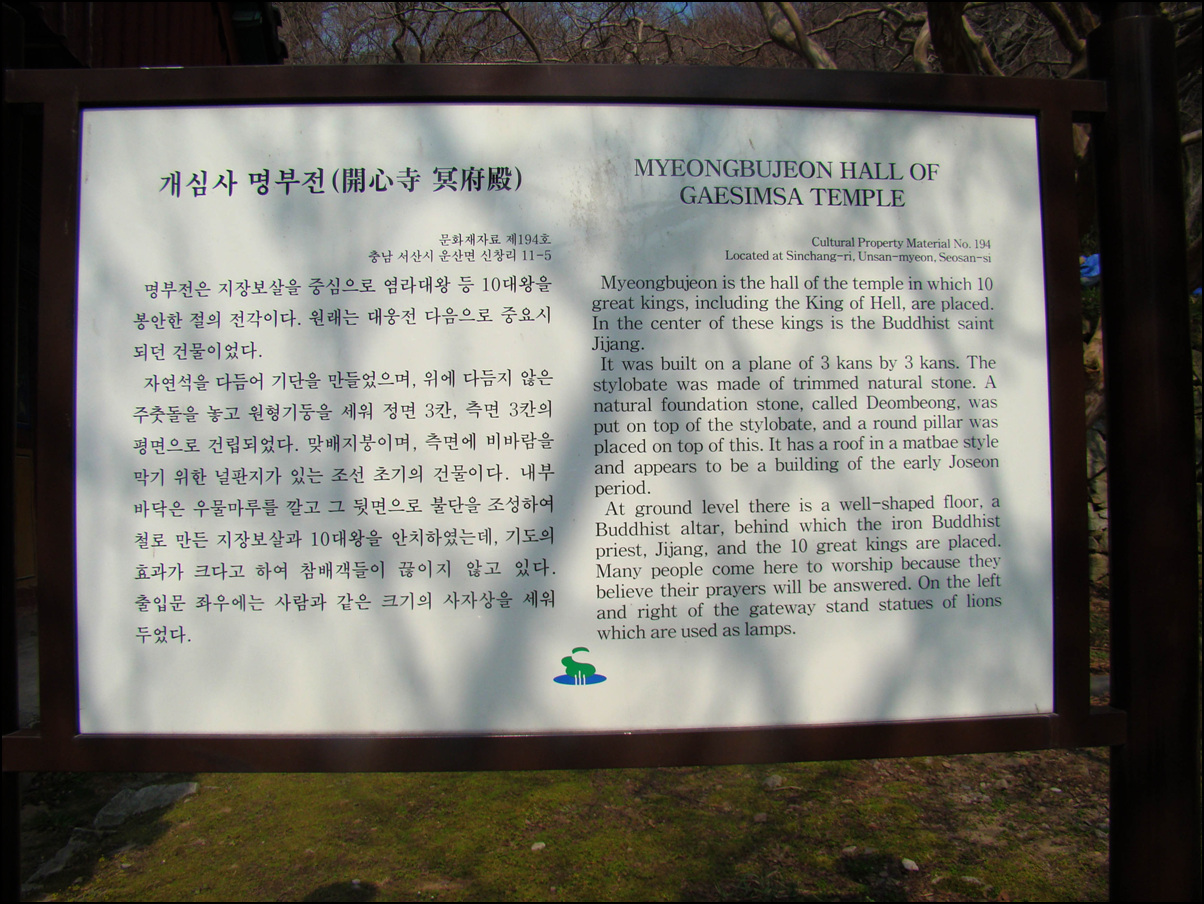 개심사 명부전(開心寺 冥府殿)
문화재자료 제194호
충남 서산시 운산면 신창리 11-5
명부전은 지장보살을 중심으로 염라대왕 등 10대왕을
봉안한 절의 전각이다. 원래는 대웅전 다음으로 중요시
되던 건물이었다.
자연석을 다듬어 기단을 만들었으며, 위에 다듬지 않은
주춧돌을 놓고 원형기둥을 세워 정면 3칸, 측면 3칸의
평면으로 건립되었다. 맞배지붕이며, 측면에 비바람을
막기 위한 널판지가 있는 조선 초기의 건물이다. 내부
바닥은 우물마루를 깔고 그 뒷면으로 불단을 조성하여
철로 만든 지장보살과 10대왕을 안치하였는데, 기도의
효과가 크다고 하여 참배객들이 끊이지 않고 있다.
출입문 좌우에는 사람과 같은 크기의 사자상을 세워
두었다.
MYEONGBUJEON HALL OF
GAESIMSA TEMPLE
Cultural Property Material No. 194
Located at Sinchang-ri, Unsan-myeon, Seosan-si
Myeongbujeon is the hall of the temple in which 10
great kings, including the King of Hell, are placed.
In the center of these kings is the Buddhist saint
Jijang.
It was built on a plane of 3 kans by 3 kans. The
stylobate was made of trimmed natural stone. A
natural foundation stone, called Deombeong, was
put on top of the stylobate, and a round pillar was
placed on top of this. It has a roof in a matbae style
and appears to be a building of the early Joseon
period.
At ground level there is a well-shaped floor, a
Buddhist altar, behind which the iron Buddhist
priest, Jijang, and the 10 great kings are placed.
Many people come here to worship because they
believe their prayers will be answered. On the left
and right of the gateway stand statues of lions
which are used as lamps.